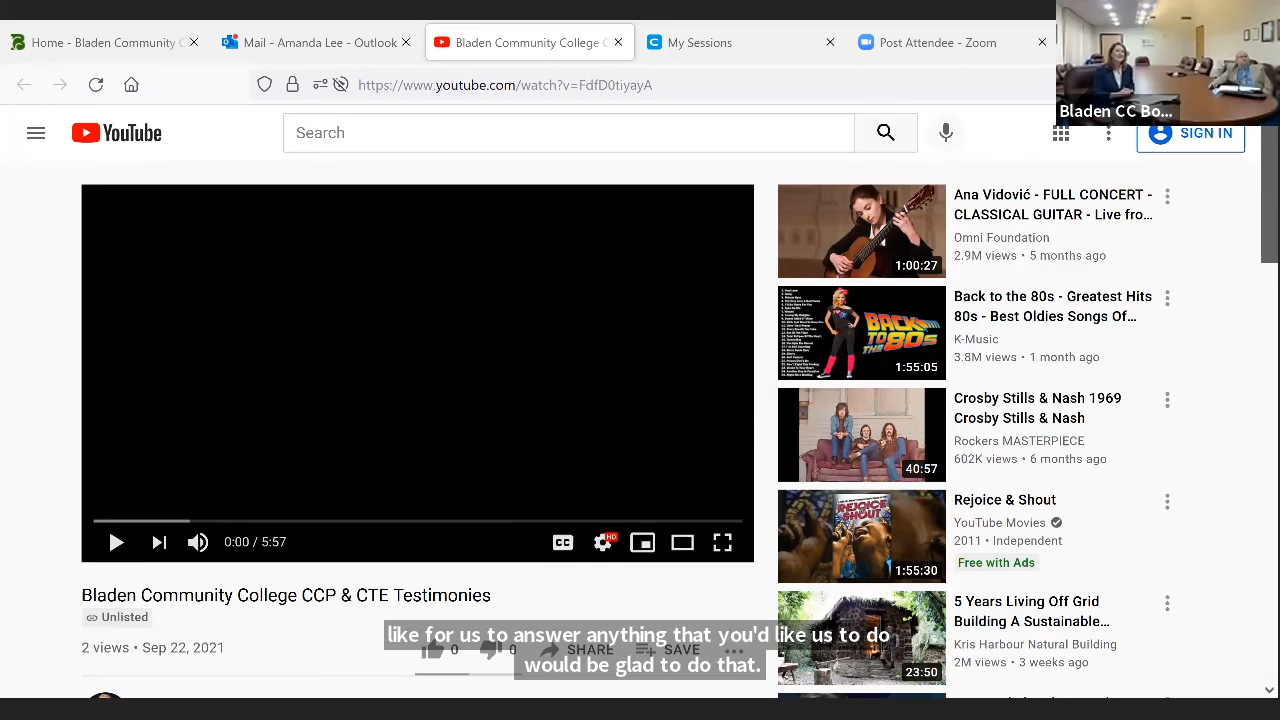 Home - Bladen Community C
Mail - Amanda Lee - Outlook
Bladen Community College C
My Sessions
Post Attendee - Zoom
https://www.youtube.com/watch?v=FdfD0tiyayA
Bladen CC Bo...
YouTube
Search
SIGN IN
Ana Vidović - FULL CONCERT -
CLASSICAL GUITAR - Live fro...
Omni Foundation
2.9M views • 5 months ago
1:00:27
Back to the 80s - Greatest Hits
80s - Best Oldies Songs Of...
K-Music
3.8M views • 1 month ago
BACK
TO THE 80s
1:55:05
Crosby Stills & Nash 1969
Crosby Stills & Nash
Rockers MASTERPIECE
602K views • 6 months ago
40:57
Rejoice & Shout
YouTube Movies
2011 • Independent
Free with Ads
REJOICE
SHOUT
1:55:30
5 Years Living Off Grid
Building A Sustainable...
Kris Harbour Natural Building
2M views • 3 weeks ago
23:50
0:00 / 5:57
CC
HD
Bladen Community College CCP & CTE Testimonies
Unlisted
2 views • Sep 22, 2021
0
0
SHARE
SAVE
like for us to answer anything that you'd like us to do
would be glad to do that.